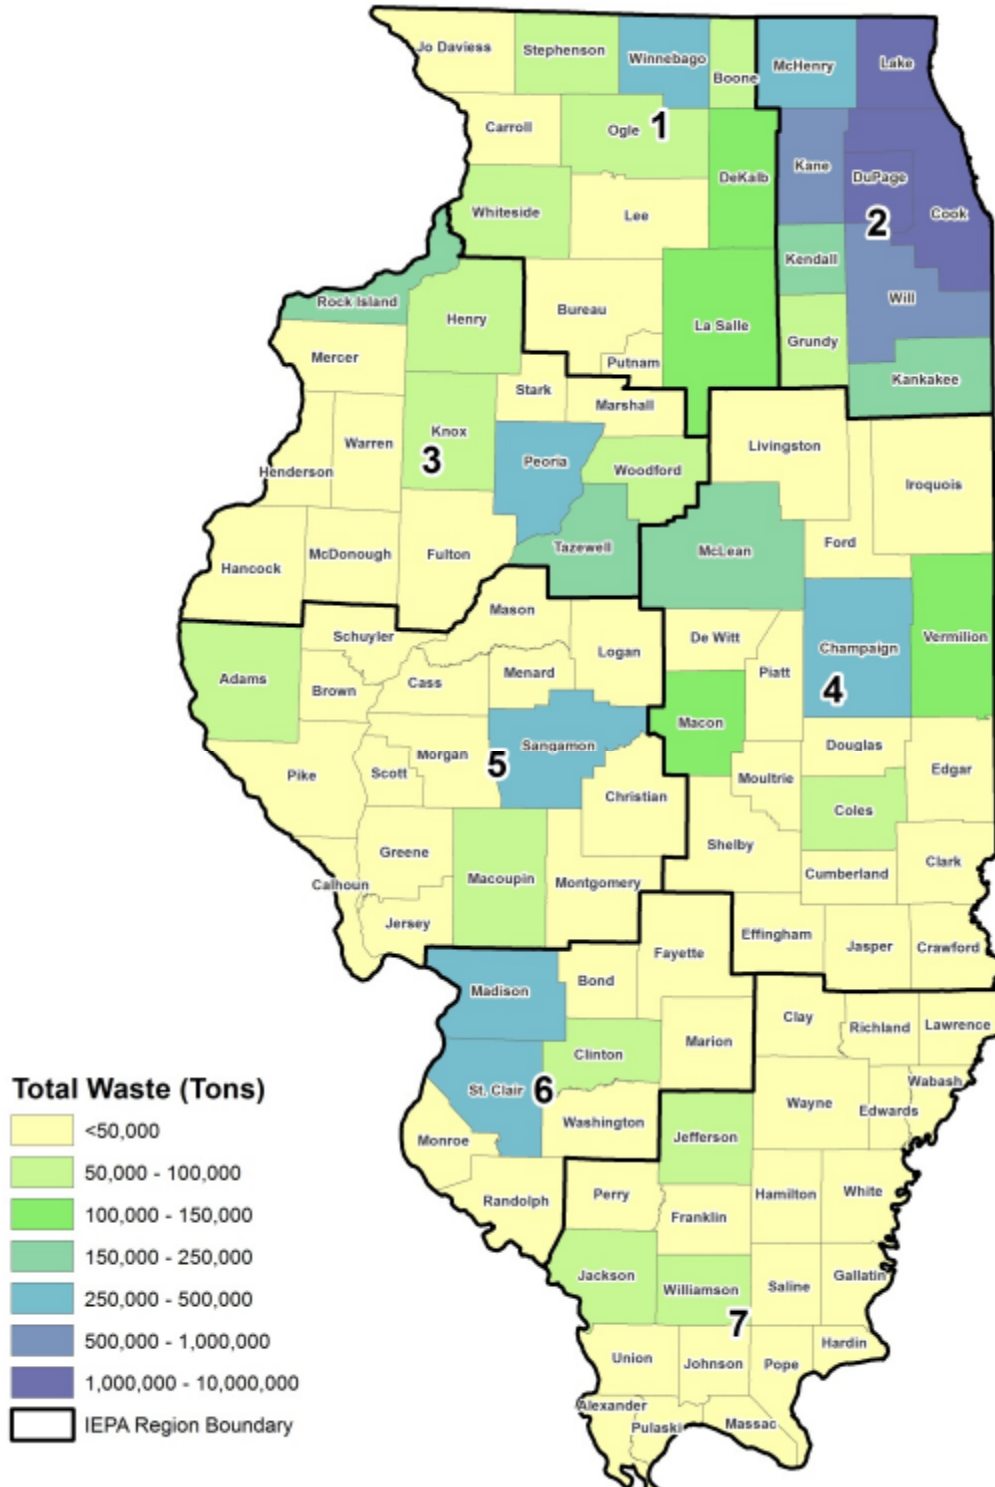 Jo Daviess
Stephenson
Winnebago
Boone
McHenry
Lake
Carroll
Ogle
1
DeKalb
Kane
DuPage
Cook
2
Whiteside
Lee
Kendall
Rock Island
Henry
Bureau
La Salle
Will
Grundy
Mercer
Putnam
Kankakee
Stark
Marshall
Knox
Warren
3
Peoria
Woodford
Livingston
Henderson
Iroquois
Tazewell
McLean
Ford
Hancock
McDonough
Fulton
Mason
Schuyler
Logan
De Witt
Champaign
Vermilion
Adams
Brown
Cass
Menard
Piatt
4
Macon
Sangamon
Morgan
5
Scott
Pike
Christian
Douglas
Moultrie
Edgar
Coles
Shelby
Greene
Macoupin
Montgomery
Cumberland
Clark
Calhoun
Jersey
Effingham
Jasper
Crawford
Fayette
Madison
Bond
Clay
Richland
Lawrence
Marion
Clinton
St. Clair
6
Washington
Wayne
Edwards
Wabash
Monroe
Jefferson
Randolph
Perry
Franklin
Hamilton
White
Jackson
Williamson
7
Saline
Gallatin
Union
Johnson
Pope
Hardin
Alexander
Pulaski
Massac
Total Waste (Tons)
<50,000
50,000 - 100,000
100,000 - 150,000
150,000 - 250,000
250,000 - 500,000
500,000 - 1,000,000
1,000,000 - 10,000,000
IEPA Region Boundary